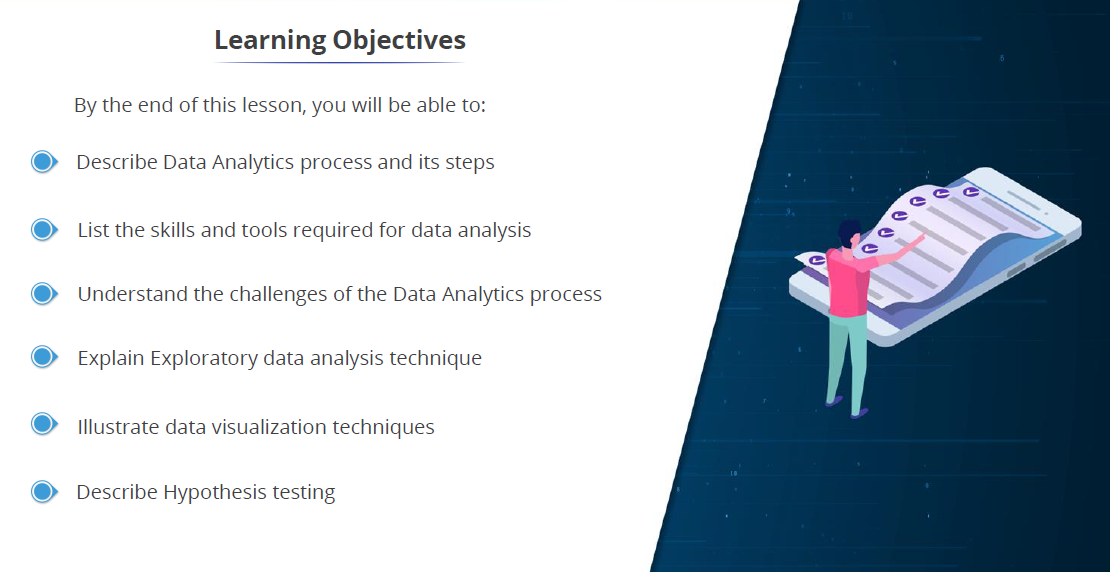 Learning Objectives
By the end of this lesson, you will be able to:
Describe Data Analytics process and its steps
List the skills and tools required for data analysis
Understand the challenges of the Data Analytics process
Explain Exploratory data analysis technique
Illustrate data visualization techniques
Describe Hypothesis testing